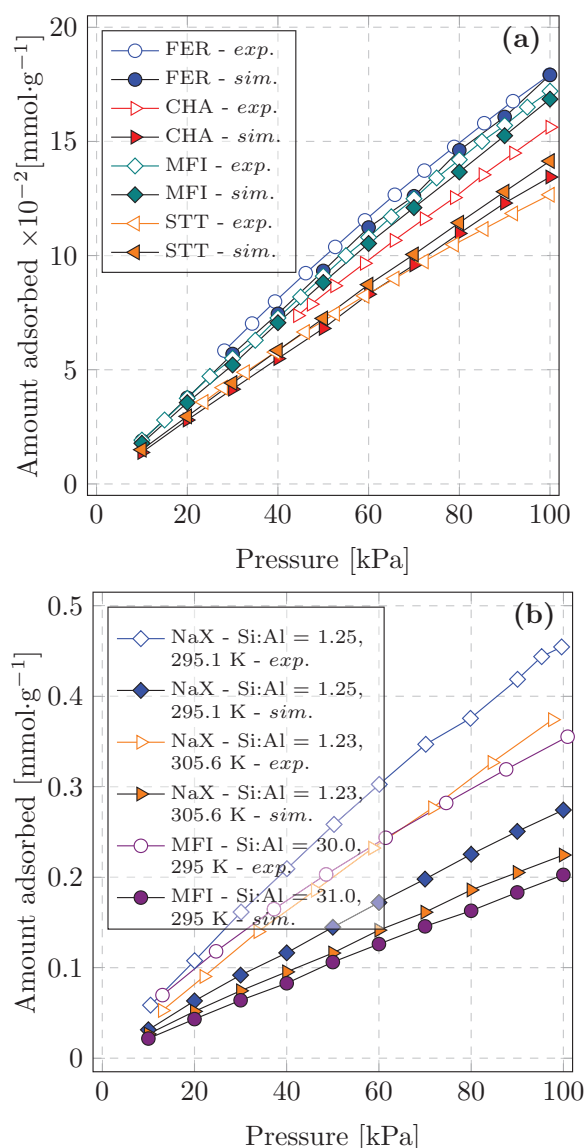 (a)
20
15
10
5
0
Amount adsorbed ×10−2[mmol·g−1]
FER - exp.
FER - sim.
CHA - exp.
CHA - sim.
MFI - exp.
MFI - sim.
STT - exp.
STT - sim.
0 20 40 60 80 100
Pressure [kPa]
(b)
0.5
0.4
0.3
0.2
0.1
0
Amount adsorbed [mmol·g−1]
NaX - Si:Al = 1.25,
295.1 K - exp.
NaX - Si:Al = 1.25,
295.1 K - sim.
NaX - Si:Al = 1.23,
305.6 K - exp.
NaX - Si:Al = 1.23,
305.6 K - sim.
MFI - Si:Al = 30.0,
295 K - exp.
MFI - Si:Al = 31.0,
295 K - sim.
0 20 40 60 80 100
Pressure [kPa]